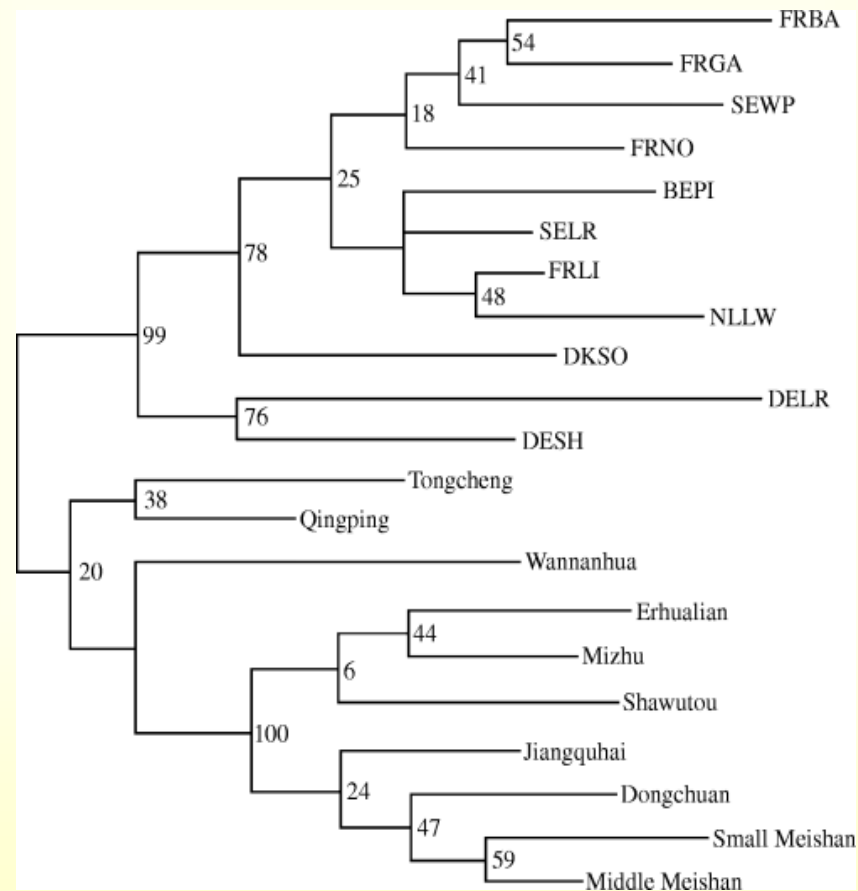 FRBA
54
FRGA
41
SEWP
18
FRNO
25
BEPI
SELR
78
FRLI
48
NLLW
99
DKSO
DELR
76
DESH
Tongcheng
38
Qingping
20
Wannanhua
Erhualian
44
Mizhu
6
Shawutou
100
Jiangquhai
24
Dongchuan
47
Small Meishan
59
Middle Meishan